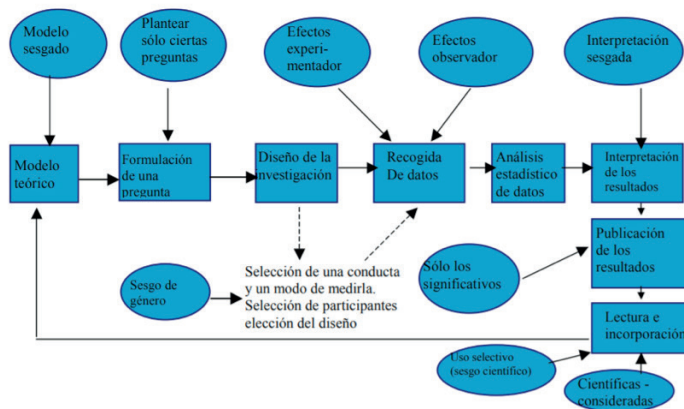 Modelo
sesgado
Plantear
sólo ciertas
preguntas
Efectos
experi-
mentador
Efectos
observador
Interpretación
sesgada
Modelo
teórico
Formulación
de una
pregunta
Diseño de la
investigación
Recogida
De datos
Análisis
estadístico
de datos
Interpretación
de los
resultados
Publicación
de los
resultados
Sesgo de
género
Selección de una conducta
y un modo de medirla.
Selección de participantes
elección del diseño
Sólo los
significativos
Lectura e
incorporación
Uso selectivo
(sesgo científico)
Científicas -
consideradas